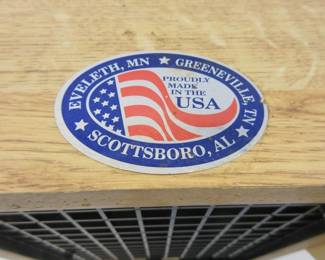 EVELETH, MN ★ GREENEVILLE, TN
★ SCOTTSBORO, AL ★
PROUDLY
MADE
IN THE
USA